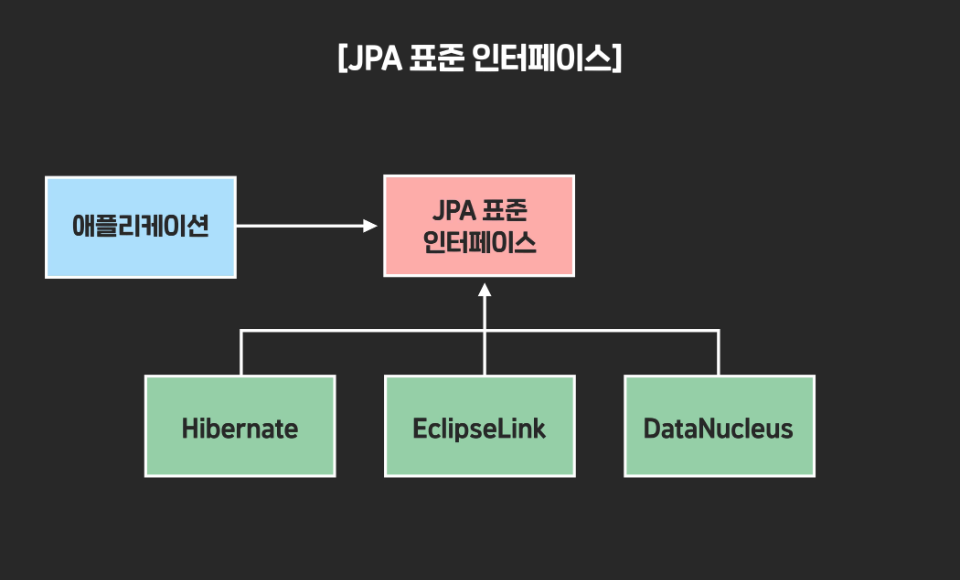 [JPA 표준 인터페이스]
애플리케이션
JPA 표준
인터페이스
Hibernate
EclipseLink
DataNucleus